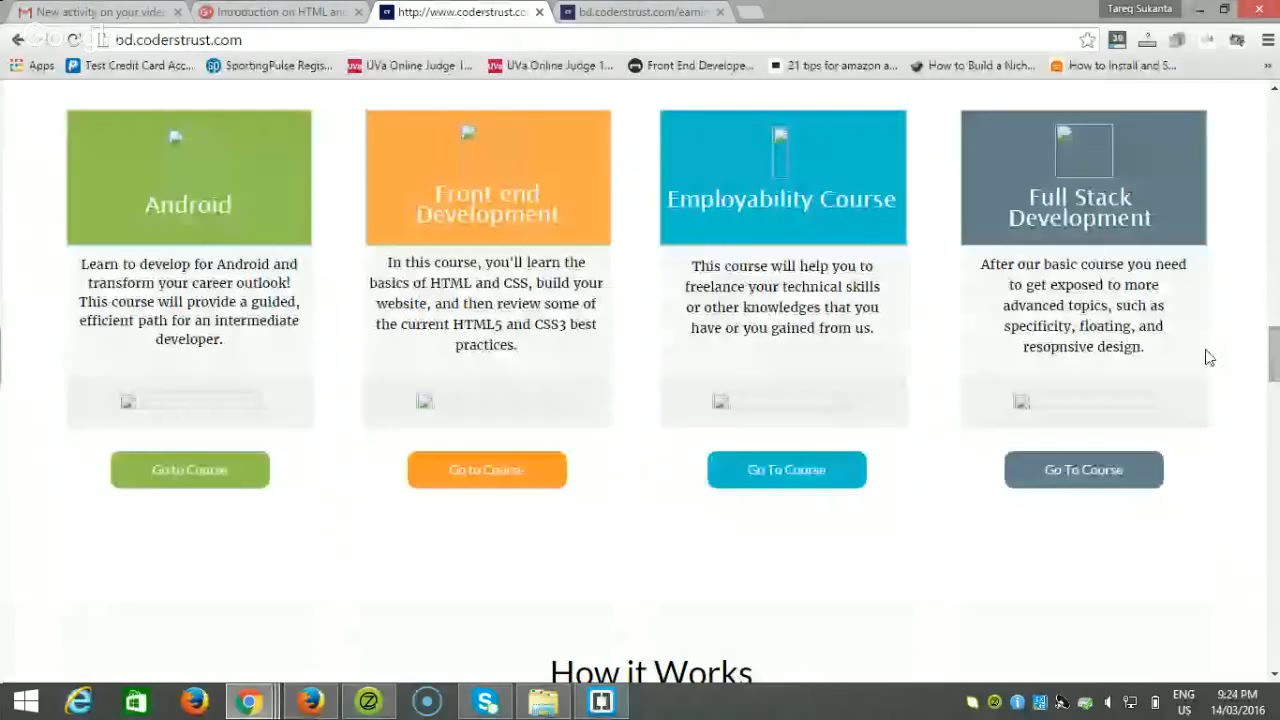 New activity on your video
Introduction on HTML and
http://www.coderstrust.co
bd.coderstrust.com/earnin
Tareq Sukanta
bd.coderstrust.com
Apps
Test Credit Card Acc...
SportingPulse Regis...
UVa Online Judge 1...
UVa Online Judge 1...
Front End Develope...
21 tips for amazon a...
How to Build a Nich...
How to Install and S...
»
Android
Front end
Development
Employability Course
Full Stack
Development
Learn to develop for Android and
transform your career outlook!
This course will provide a guided,
efficient path for an intermediate
developer.
In this course, you'll learn the
basics of HTML and CSS, build your
website, and then review some of
the current HTML5 and CSS3 best
practices.
This course will help you to
freelance your technical skills
or other knowledges that you
have or you gained from us.
After our basic course you need
to get exposed to more
advanced topics, such as
specificity, floating, and
resopnsive design.
Go to Course
Go to Course
Go To Course
Go To Course
How it Works
ENG
US
9:24 PM
14/03/2016